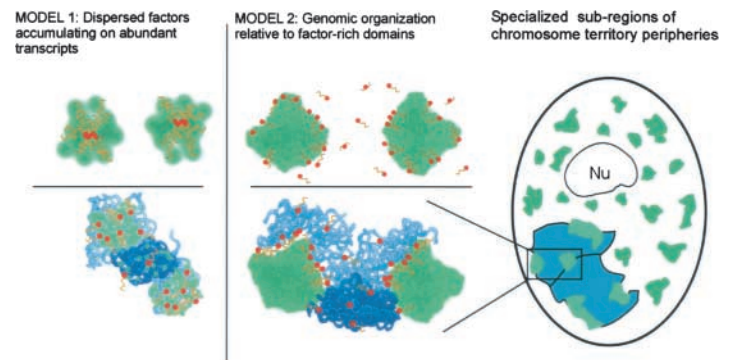 MODEL 1: Dispersed factors
accumulating on abundant
transcripts
MODEL 2: Genomic organization
relative to factor-rich domains
Specialized sub-regions of
chromosome territory peripheries
Nu